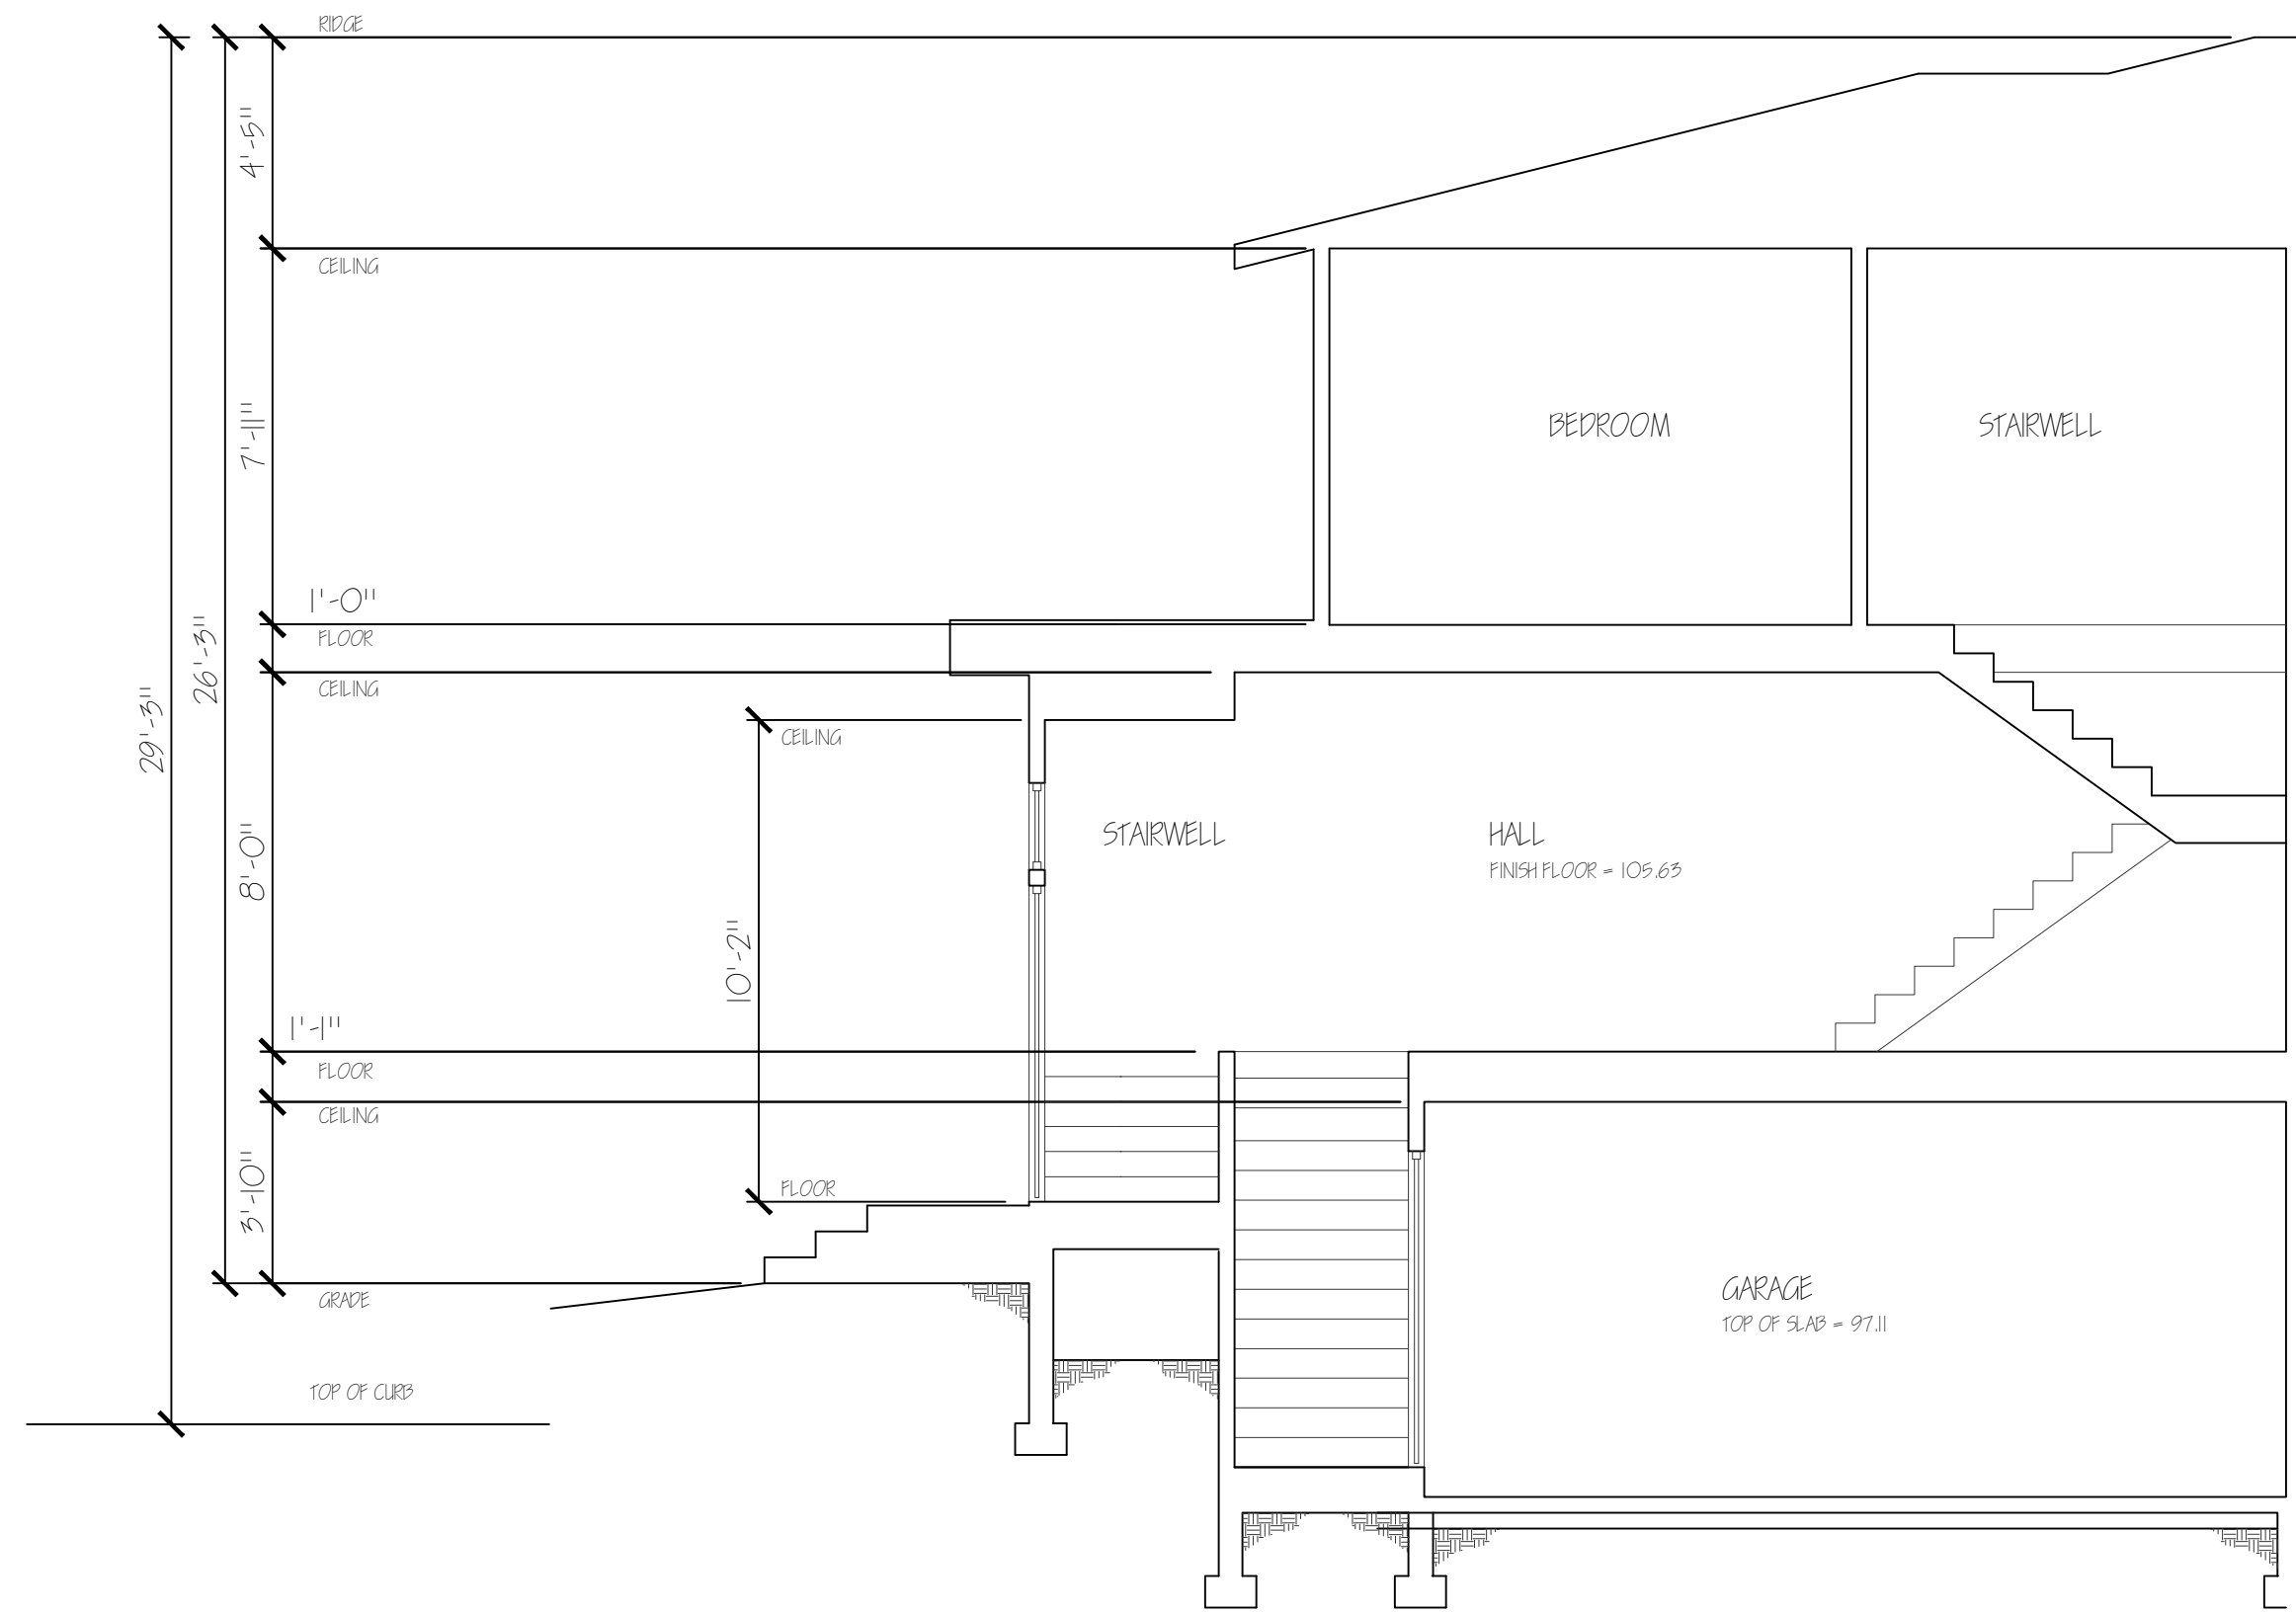 RIDGE
4'-5"
CEILING
7'-11"
BEDROOM
STAIRWELL
1'-0"
FLOOR
26'-3"
29'-3"
CEILING
CEILING
8'-0"
STAIRWELL
HALL
FINISH FLOOR = 105.63
10'-2"
1'-1"
FLOOR
CEILING
3'-10"
FLOOR
GRADE
GARAGE
TOP OF SLAB = 97.11
TOP OF CURB